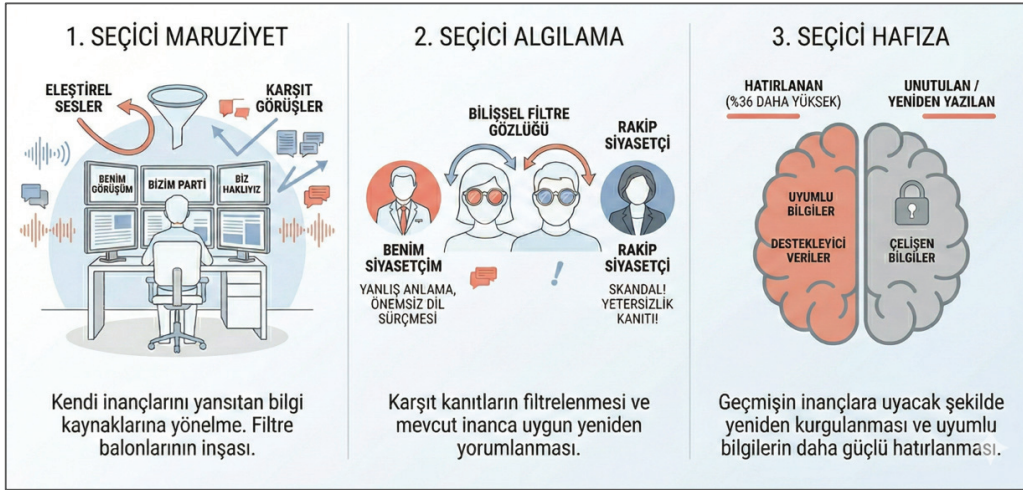 1. SEÇİCİ MARUZİYET
ELEŞTİREL
SESLER
KARŞIT
GÖRÜŞLER
BENİM
GÖRÜŞÜM
BİZİM PARTİ
BİZ
HAKLIYIZ
Kendi inançlarını yansıtan bilgi
kaynaklarına yönelme. Filtre
balonlarının inşası.
2. SEÇİCİ ALGILAMA
BİLİŞSEL FİLTRE
GÖZLÜĞÜ
RAKİP
SİYASETÇİ
BENİM
SİYASETÇİM
YANLIŞ ANLAMA,
ÖNEMSİZ DİL
SÜRÇMESİ
RAKİP
SİYASETÇİ
SKANDAL!
YETERSİZLİK
KANITI!
Karşıt kanıtların filtrelenmesi ve
mevcut inanca uygun yeniden
yorumlanması.
3. SEÇİCİ HAFIZA
HATIRLANAN
(%36 DAHA YÜKSEK)
UNUTULAN /
YENİDEN YAZILAN
UYUMLU
BİLGİLER
DESTEKLEYİCİ
VERİLER
ÇELİŞEN
BİLGİLER
Geçmişin inançlara uyacak şekilde
yeniden kurgulanması ve uyumlu
bilgilerin daha güçlü hatırlanması.